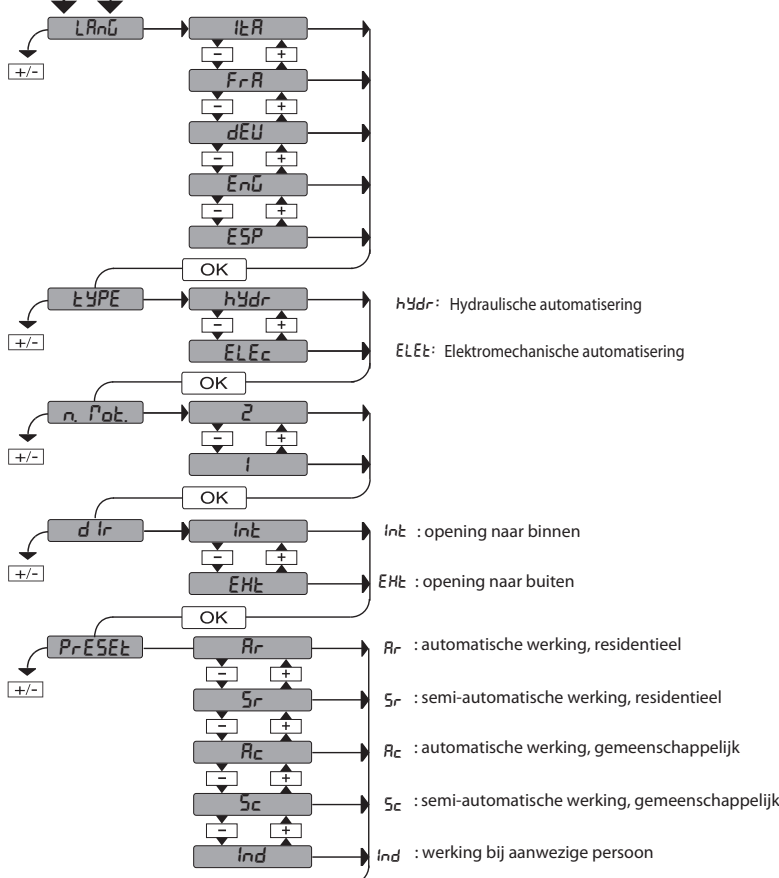 LAnG ItA
- +
+/-
FrA
- +
dEU
- +
EnG
- +
ESP
OK
tYPE hYdr hYdr: Hydraulische automatisering
- +
+/-
ELEc ELEt: Elektromechanische automatisering
OK
n. Mot. 2
- +
+/-
1
OK
dIr Int Int : opening naar binnen
- +
+/-
EHt EHt : opening naar buiten
OK
PrESEt Ar Ar : automatische werking, residentieel
- +
+/-
Sr Sr : semi-automatische werking, residentieel
- +
Ac Ac : automatische werking, gemeenschappelijk
- +
Sc Sc : semi-automatische werking, gemeenschappelijk
- +
Ind Ind : werking bij aanwezige persoon